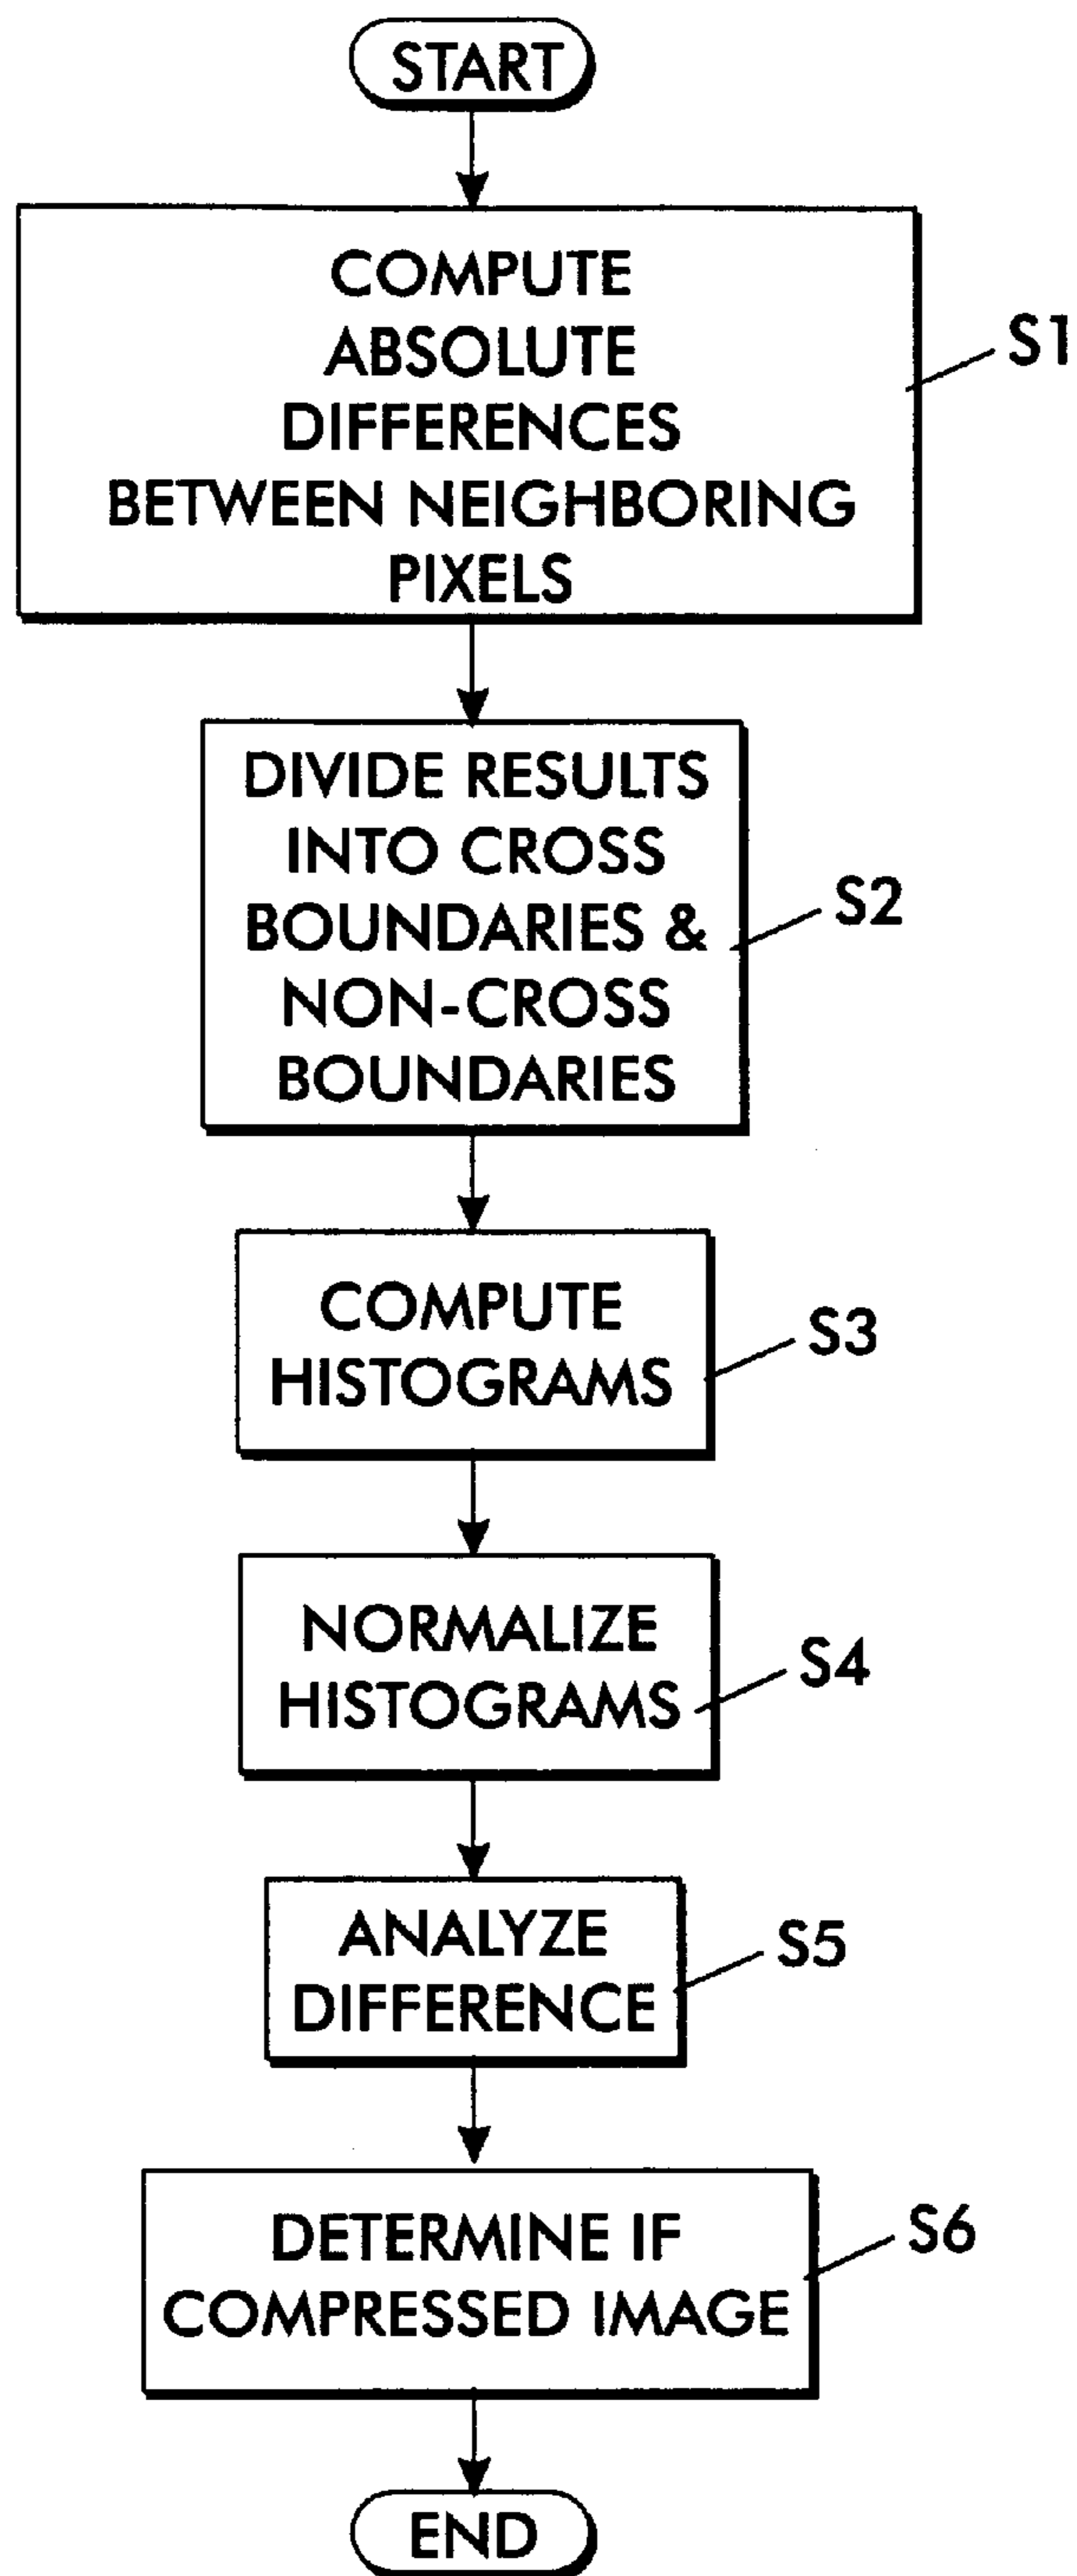 START
COMPUTE
ABSOLUTE
DIFFERENCES
BETWEEN NEIGHBORING
PIXELS
S1
DIVIDE RESULTS
INTO CROSS
BOUNDARIES &
NON-CROSS
BOUNDARIES
S2
COMPUTE
HISTOGRAMS
S3
NORMALIZE
HISTOGRAMS
S4
ANALYZE
DIFFERENCE
S5
DETERMINE IF
COMPRESSED IMAGE
S6
END